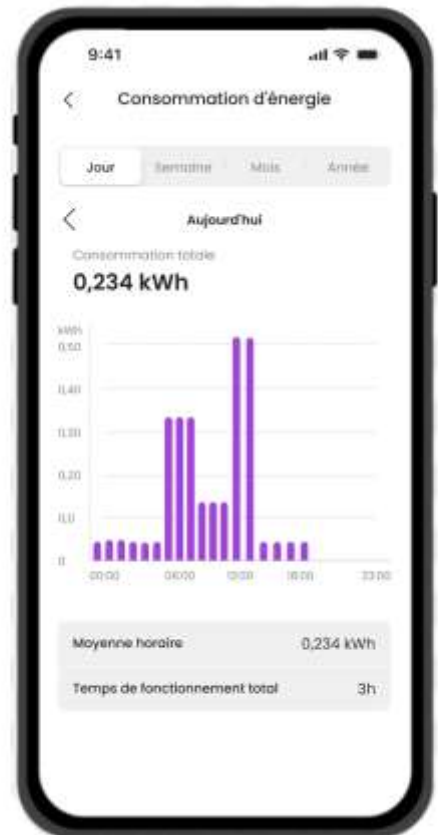 9:41
Consommation d'énergie
Jour Semaine Mois Année
Aujourd'hui
Consommation totale
0,234 kWh
kWh
0,50
0,40
0,30
0,20
0,0
0
00:00 06:00 12:00 18:00 23:00
Moyenne horaire 0,234 kWh
Temps de fonctionnement total 3h